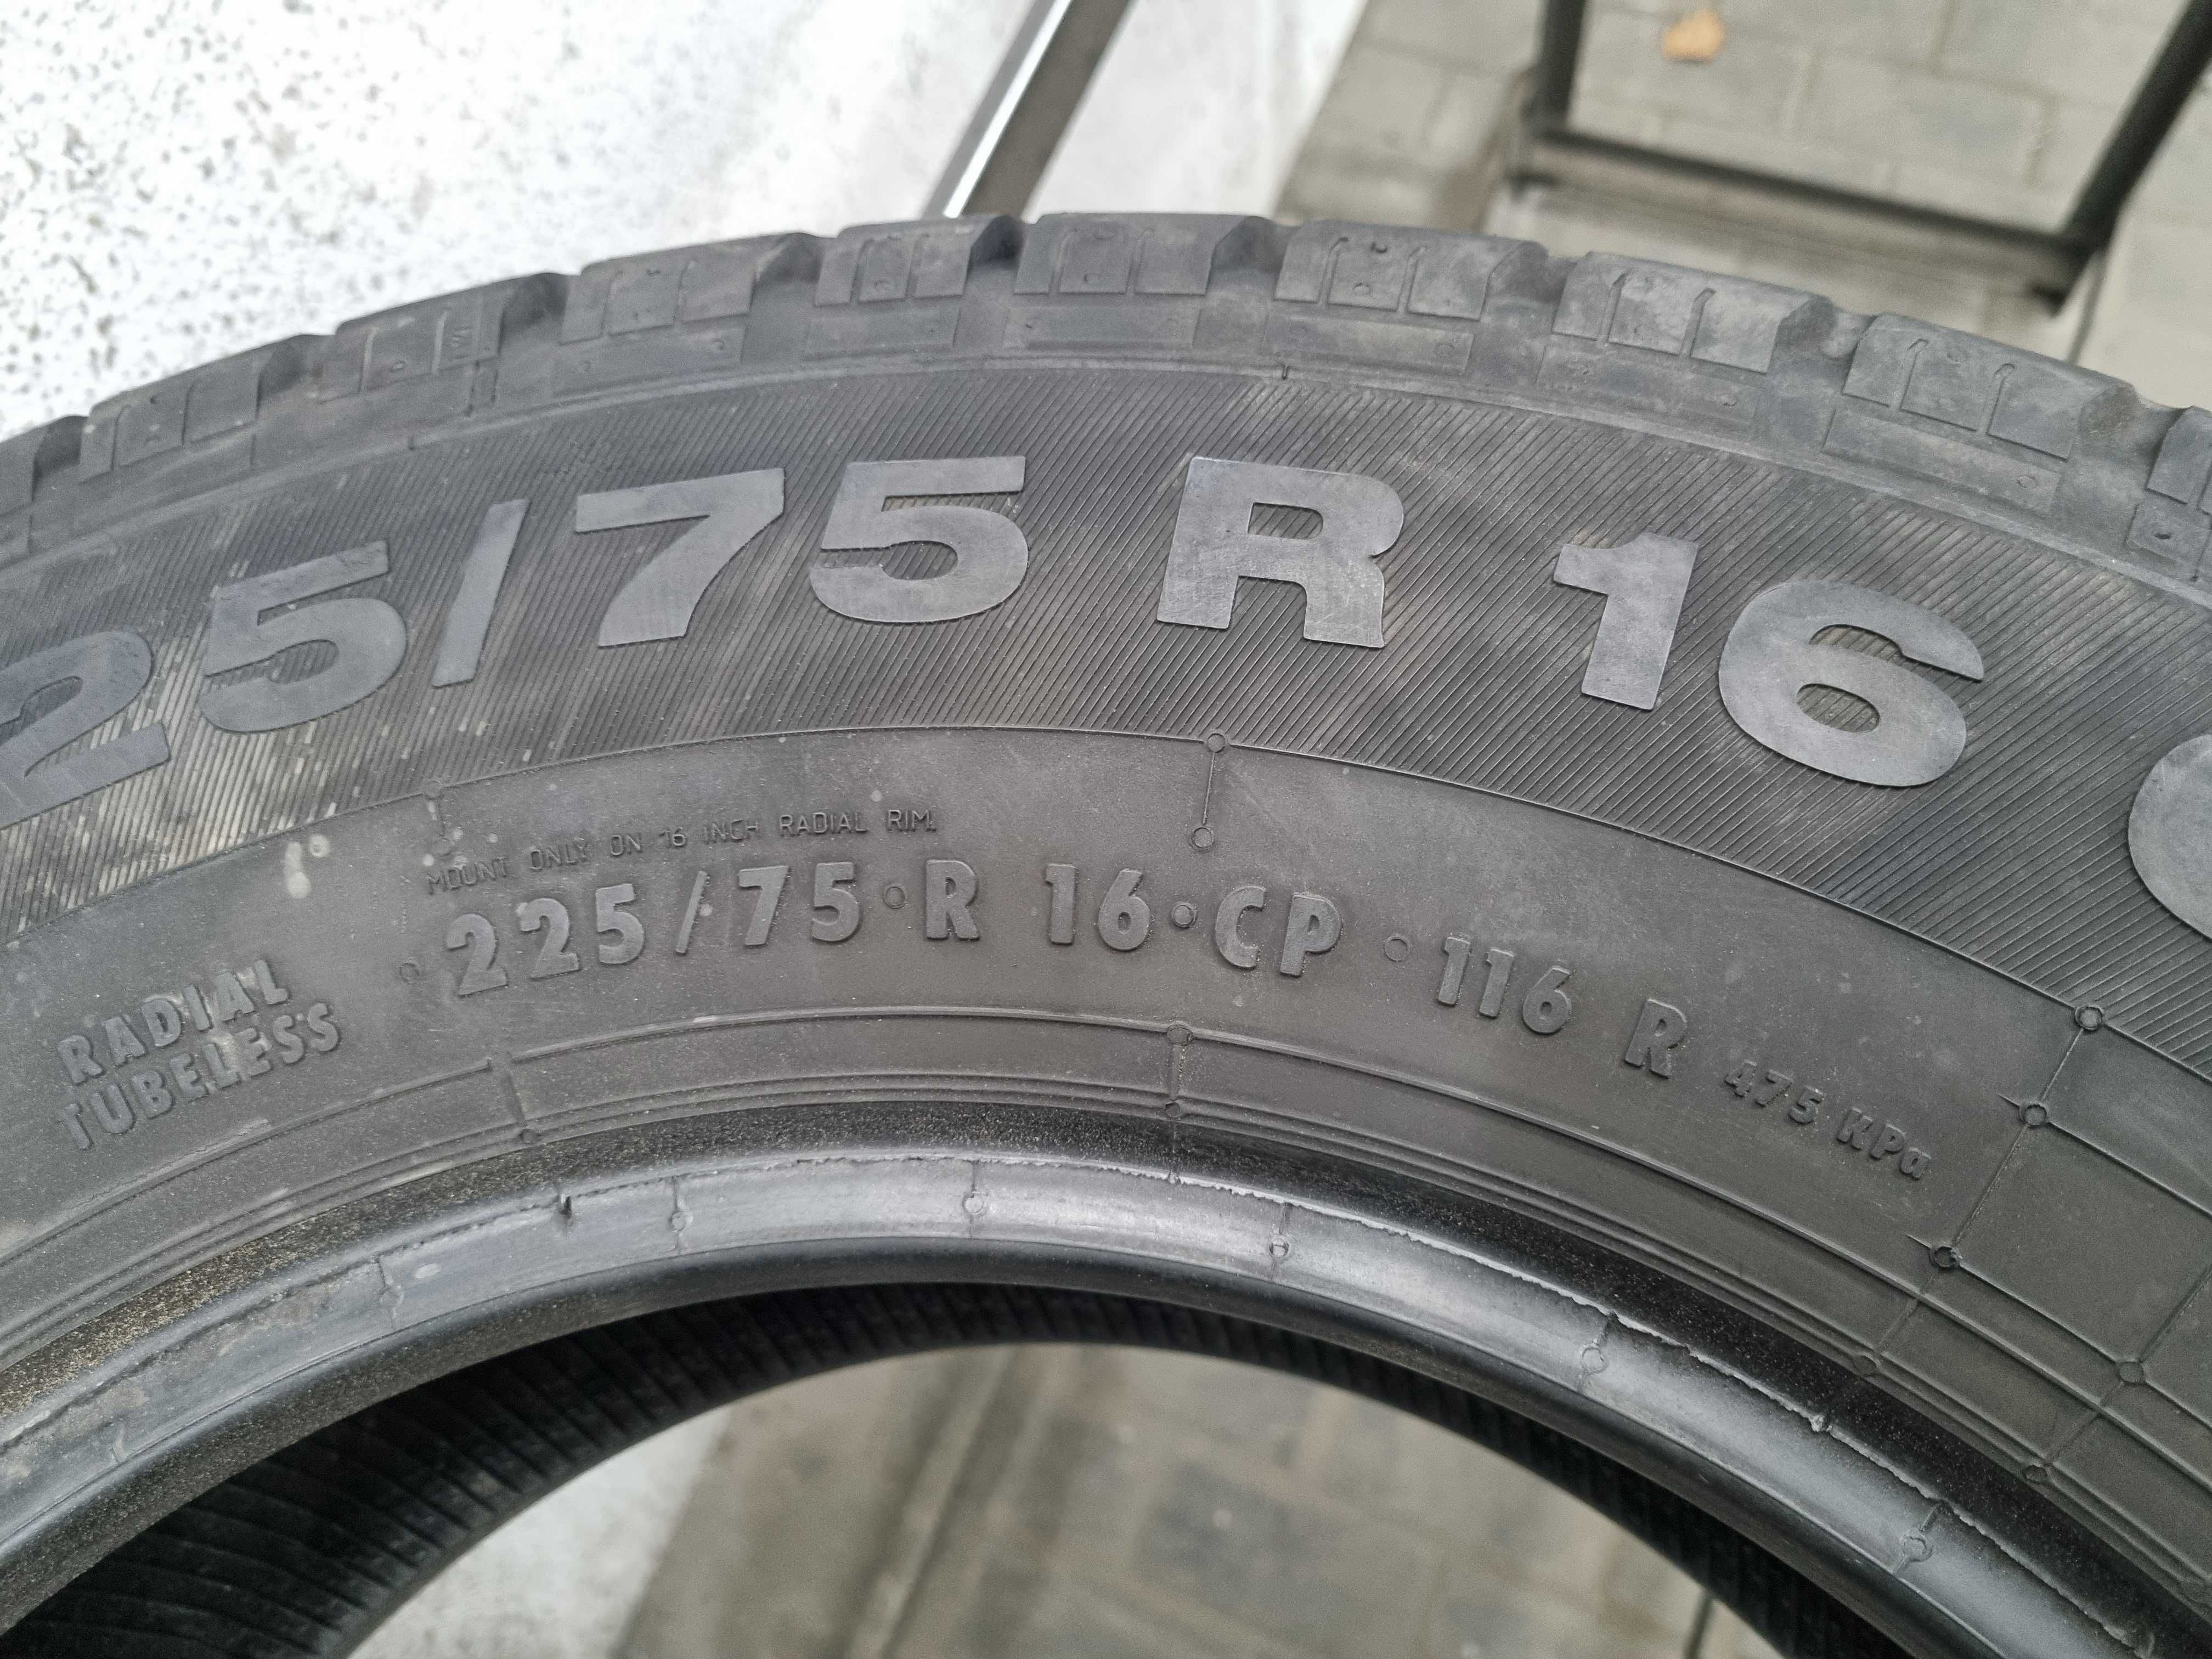 25/75 R 16
MOUNT ONLY ON 16 INCH RADIAL RIM.
225/75 R 16 CP 116 R 475 KPa
RADIAL
TUBELESS